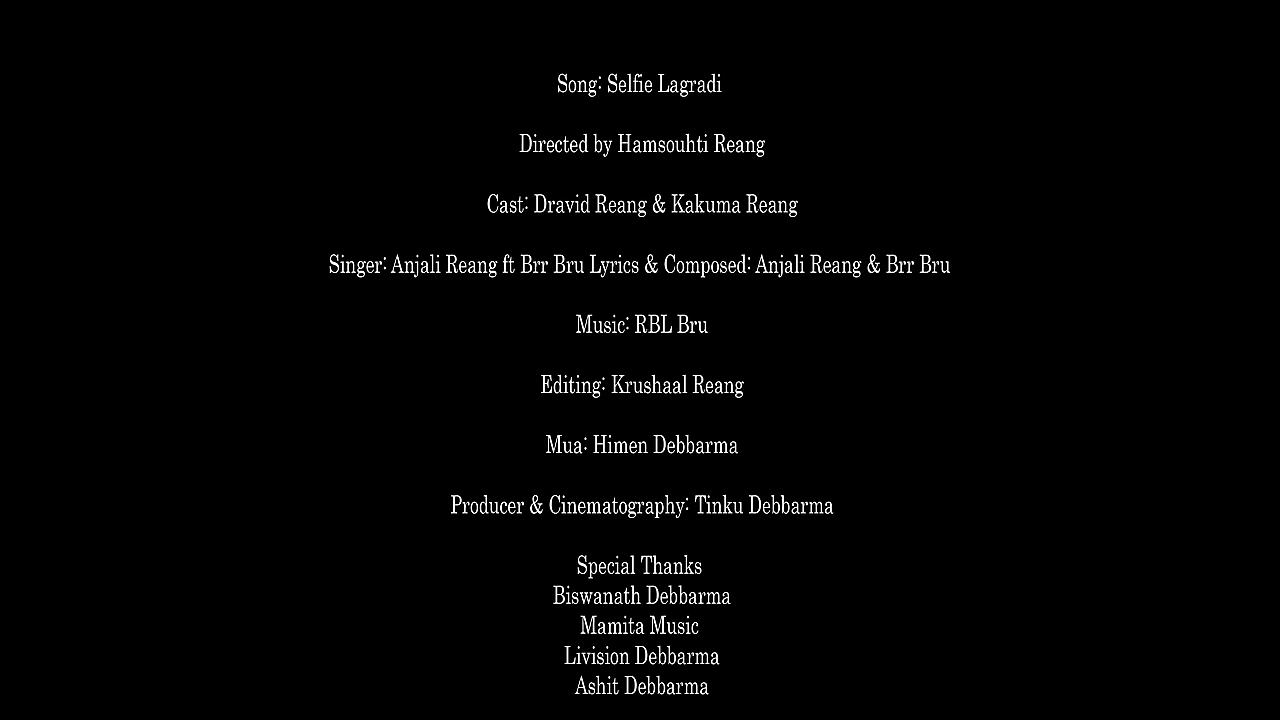 Song: Selfie Lagradi
Directed by Hamsouhti Reang
Cast: Dravid Reang & Kakuma Reang
Singer: Anjali Reang ft Brr Bru Lyrics & Composed: Anjali Reang & Brr Bru
Music: RBL Bru
Editing: Krushaal Reang
Mua: Himen Debbarma
Producer & Cinematography: Tinku Debbarma
Special Thanks
Biswanath Debbarma
Mamita Music
Livision Debbarma
Ashit Debbarma